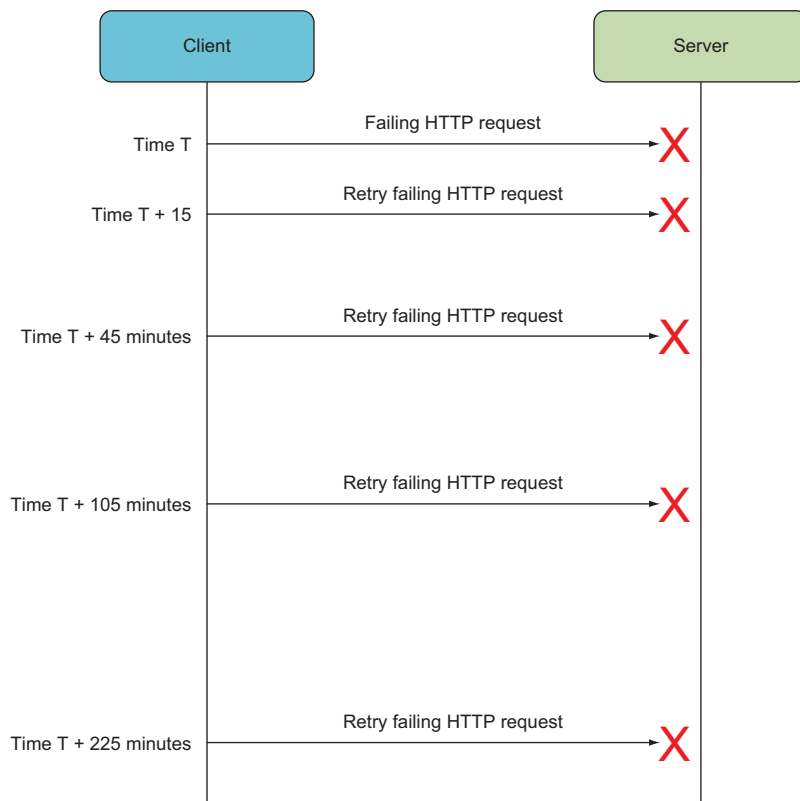 Client
Server
Failing HTTP request
Time T
X
Retry failing HTTP request
Time T + 15
X
Retry failing HTTP request
Time T + 45 minutes
X
Retry failing HTTP request
Time T + 105 minutes
X
Retry failing HTTP request
Time T + 225 minutes
X